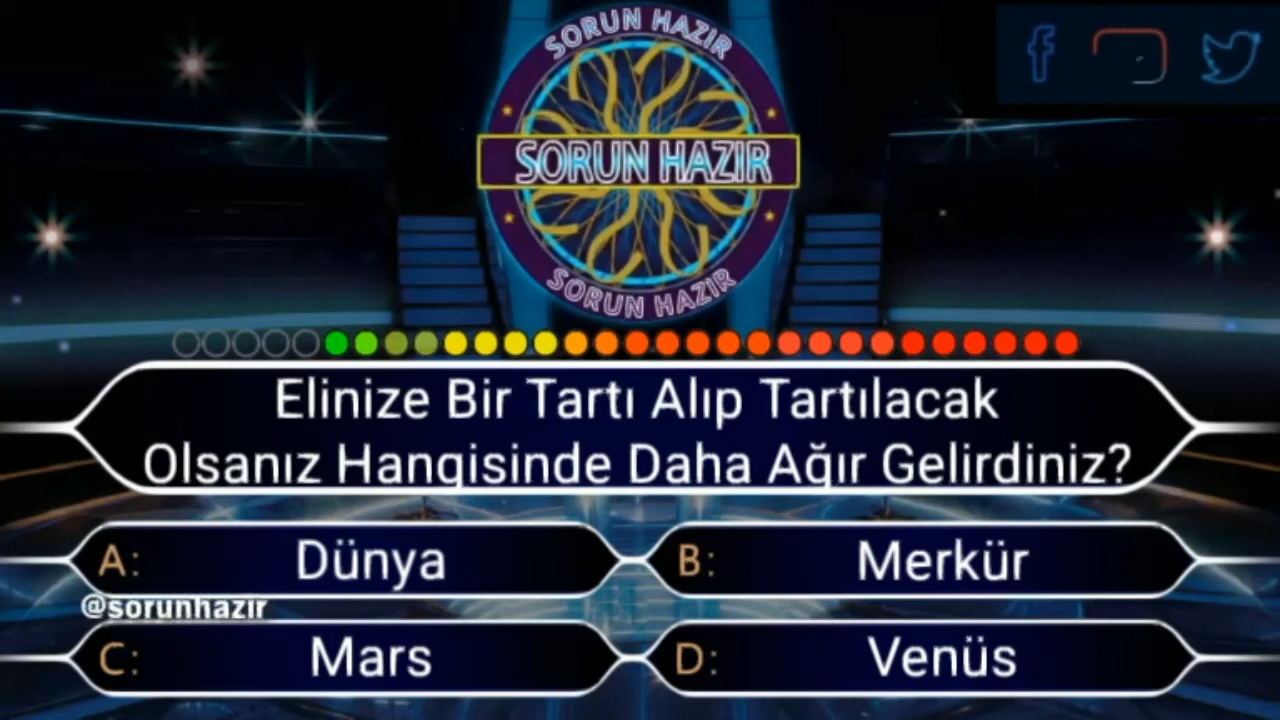 SORUN HAZIR
SORUN HAZIR
SORUN HAZIR
Elinize Bir Tartı Alıp Tartılacak
Olsanız Hangisinde Daha Ağır Gelirdiniz?
A: Dünya
B: Merkür
@sorunhazır
C: Mars
D: Venüs